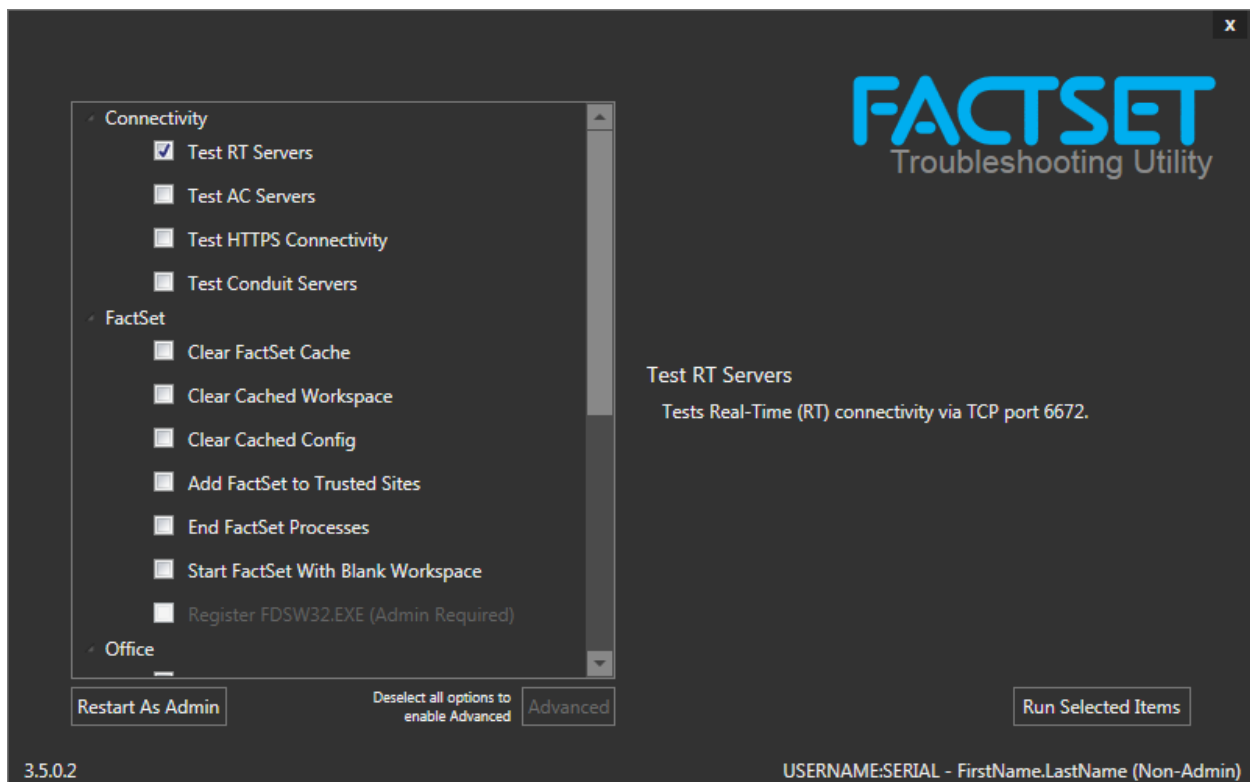 x
FACTSET
Troubleshooting Utility
Connectivity
Test RT Servers
Test AC Servers
Test HTTPS Connectivity
Test Conduit Servers
FactSet
Clear FactSet Cache
Clear Cached Workspace
Clear Cached Config
Add FactSet to Trusted Sites
End FactSet Processes
Start FactSet With Blank Workspace
Register FDSW32.EXE (Admin Required)
Office
Test RT Servers
Tests Real-Time (RT) connectivity via TCP port 6672.
Restart As Admin
Deselect all options to
enable Advanced
Advanced
Run Selected Items
3.5.0.2
USERNAME:SERIAL - FirstName.LastName (Non-Admin)